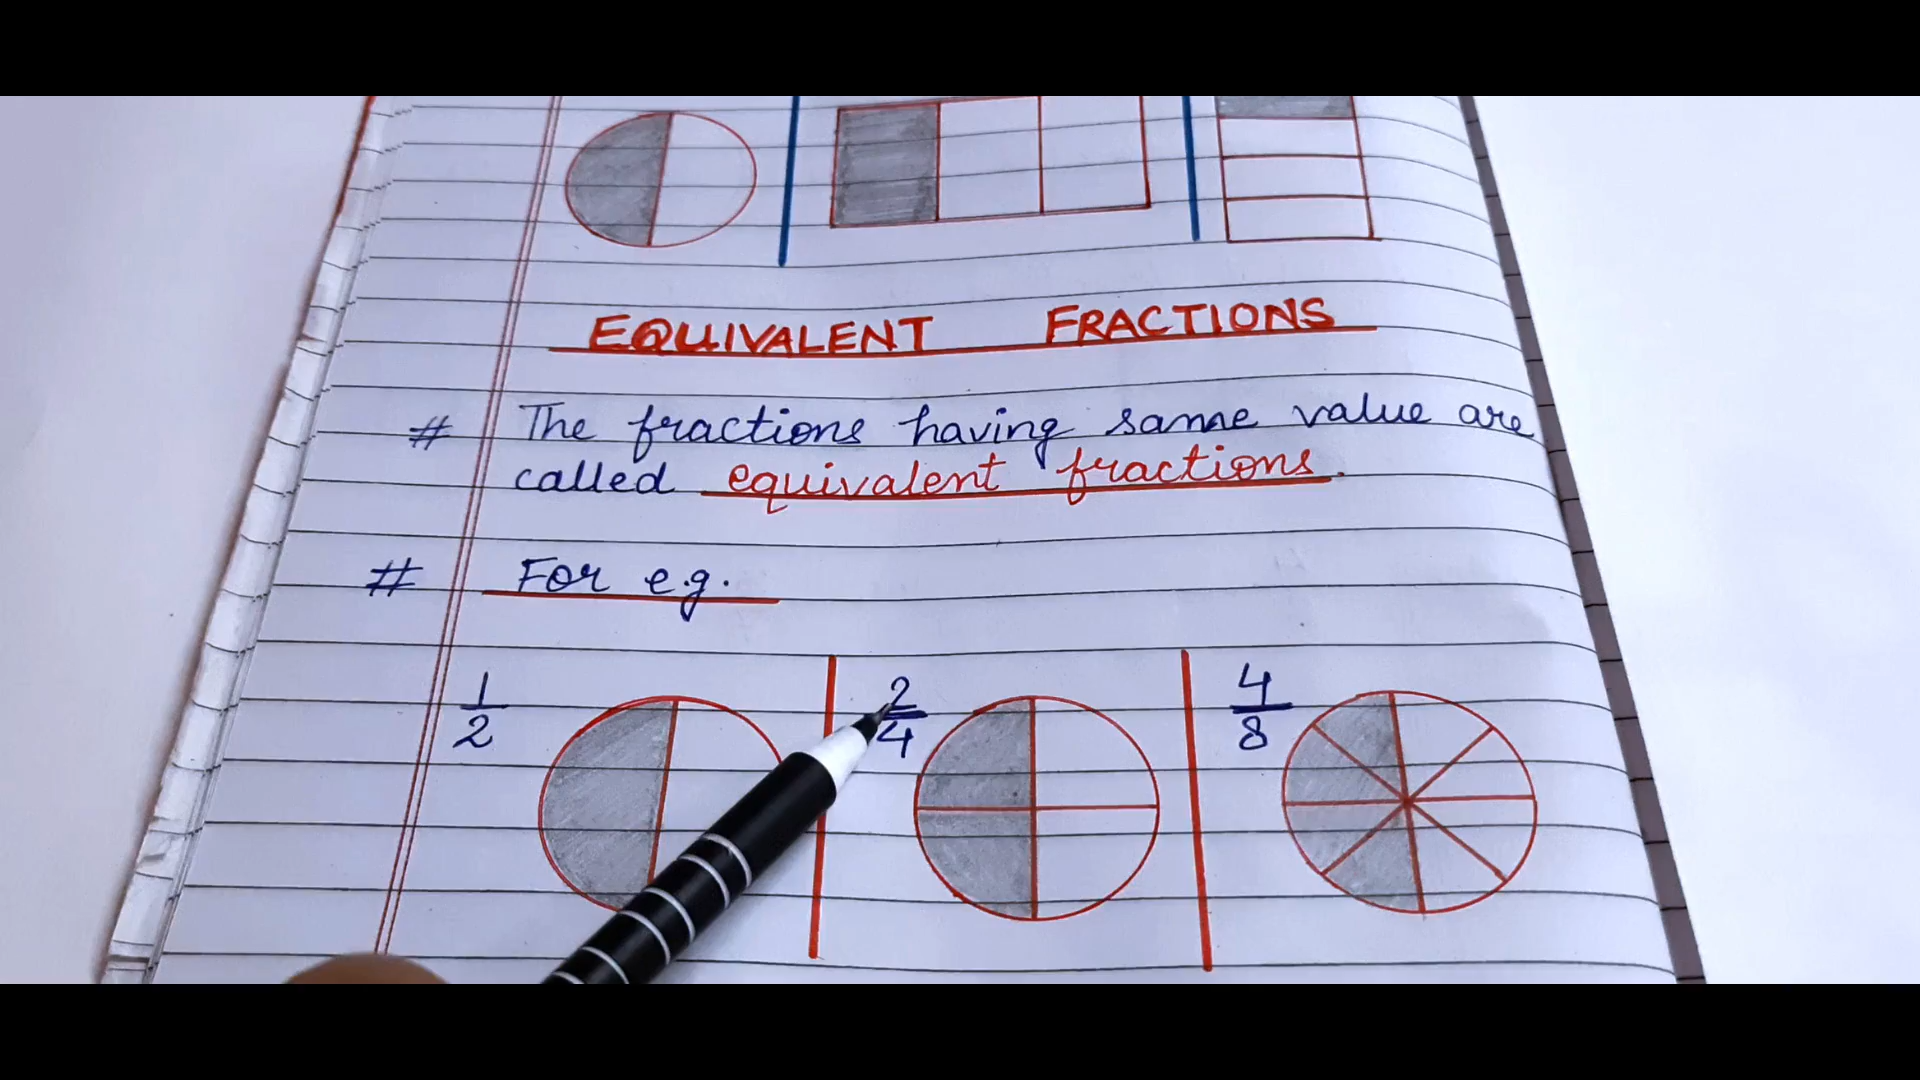 EQUIVALENT FRACTIONS
# The fractions having same value are
called equivalent fractions.
# For e.g.
1/2 2/4 4/8